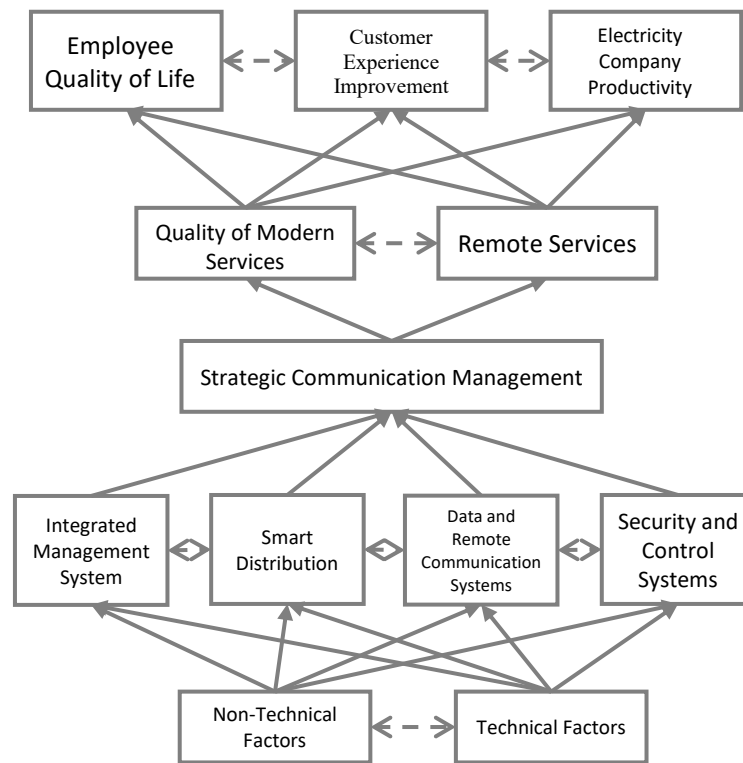 Employee
Quality of Life
Customer
Experience
Improvement
Electricity
Company
Productivity
Quality of Modern
Services
Remote Services
Strategic Communication Management
Integrated
Management
System
Smart
Distribution
Data and
Remote
Communication
Systems
Security and
Control
Systems
Non-Technical
Factors
Technical Factors